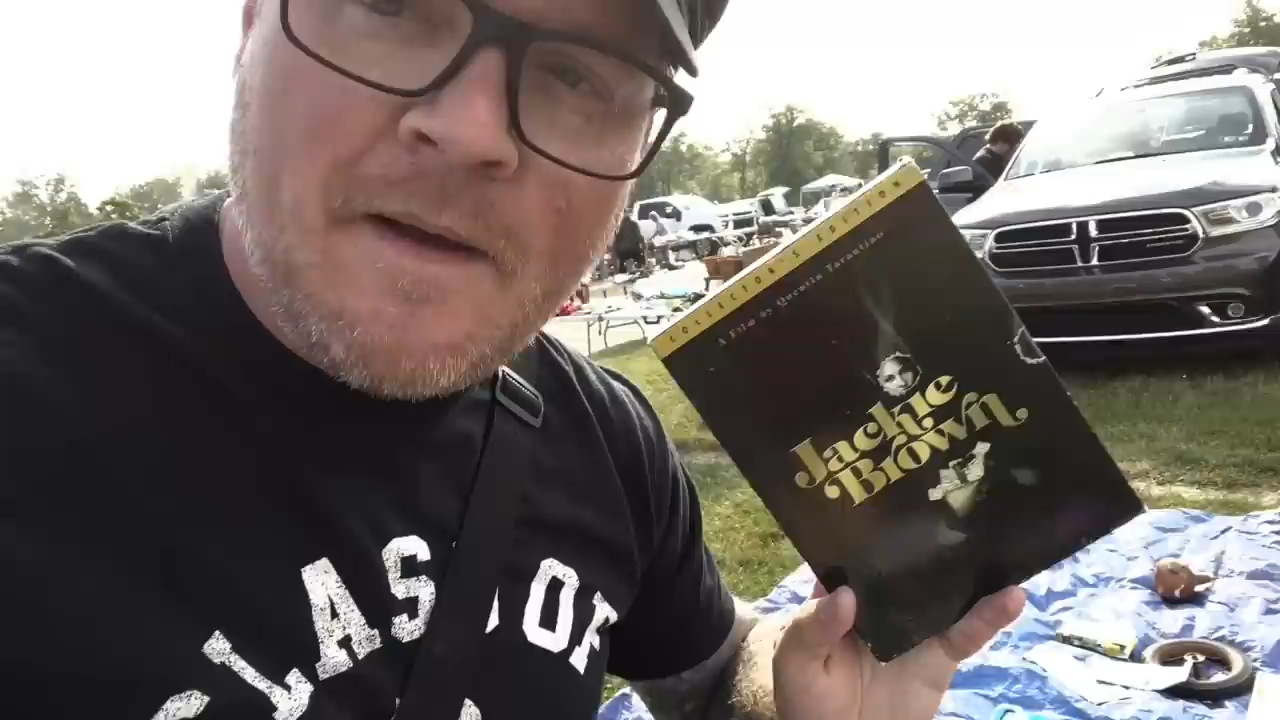 COLLECTOR'S EDITION
A Film by Quentin Tarantino
Jackie
Brown
CLASS OF